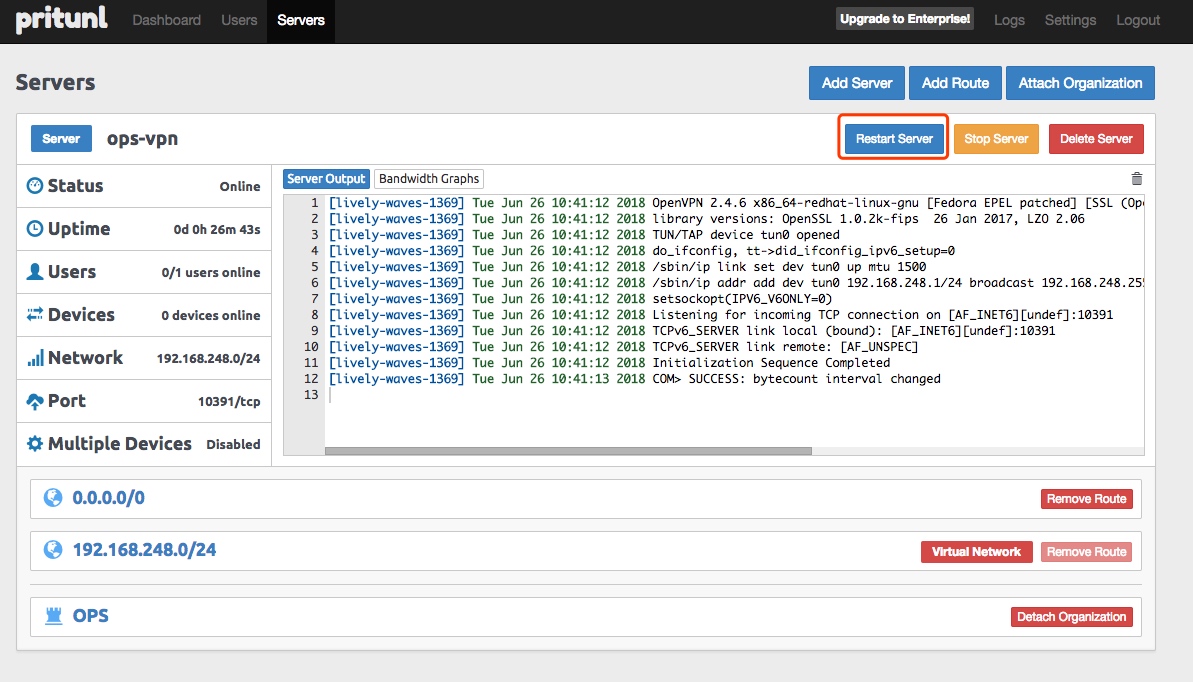 pritunl Dashboard Users Servers Upgrade to Enterprise! Logs Settings Logout
Servers Add Server Add Route Attach Organization
Server ops-vpn Restart Server Stop Server Delete Server
Status Online
Uptime 0d 0h 26m 43s
Users 0/1 users online
Devices 0 devices online
Network 192.168.248.0/24
Port 10391/tcp
Multiple Devices Disabled
Server Output Bandwidth Graphs
1 [lively-waves-1369] Tue Jun 26 10:41:12 2018 OpenVPN 2.4.6 x86_64-redhat-linux-gnu [Fedora EPEL patched] [SSL (Ope
2 [lively-waves-1369] Tue Jun 26 10:41:12 2018 library versions: OpenSSL 1.0.2k-fips  26 Jan 2017, LZO 2.06
3 [lively-waves-1369] Tue Jun 26 10:41:12 2018 TUN/TAP device tun0 opened
4 [lively-waves-1369] Tue Jun 26 10:41:12 2018 do_ifconfig, tt->did_ifconfig_ipv6_setup=0
5 [lively-waves-1369] Tue Jun 26 10:41:12 2018 /sbin/ip link set dev tun0 up mtu 1500
6 [lively-waves-1369] Tue Jun 26 10:41:12 2018 /sbin/ip addr add dev tun0 192.168.248.1/24 broadcast 192.168.248.255
7 [lively-waves-1369] Tue Jun 26 10:41:12 2018 setsockopt(IPV6_V6ONLY=0)
8 [lively-waves-1369] Tue Jun 26 10:41:12 2018 Listening for incoming TCP connection on [AF_INET6][undef]:10391
9 [lively-waves-1369] Tue Jun 26 10:41:12 2018 TCPv6_SERVER link local (bound): [AF_INET6][undef]:10391
10 [lively-waves-1369] Tue Jun 26 10:41:12 2018 TCPv6_SERVER link remote: [AF_UNSPEC]
11 [lively-waves-1369] Tue Jun 26 10:41:12 2018 Initialization Sequence Completed
12 [lively-waves-1369] Tue Jun 26 10:41:13 2018 COM> SUCCESS: bytecount interval changed
13
0.0.0.0/0 Remove Route
192.168.248.0/24 Virtual Network Remove Route
OPS Detach Organization